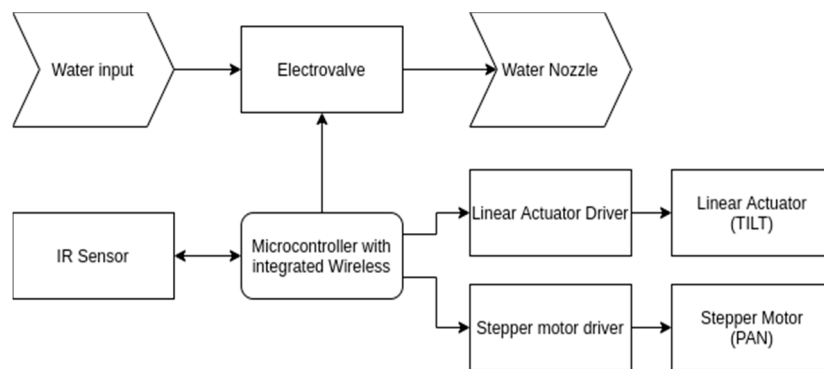 Water input
Electrovalve
Water Nozzle
IR Sensor
Microcontroller with
integrated Wireless
Linear Actuator Driver
Linear Actuator
(TILT)
Stepper motor driver
Stepper Motor
(PAN)